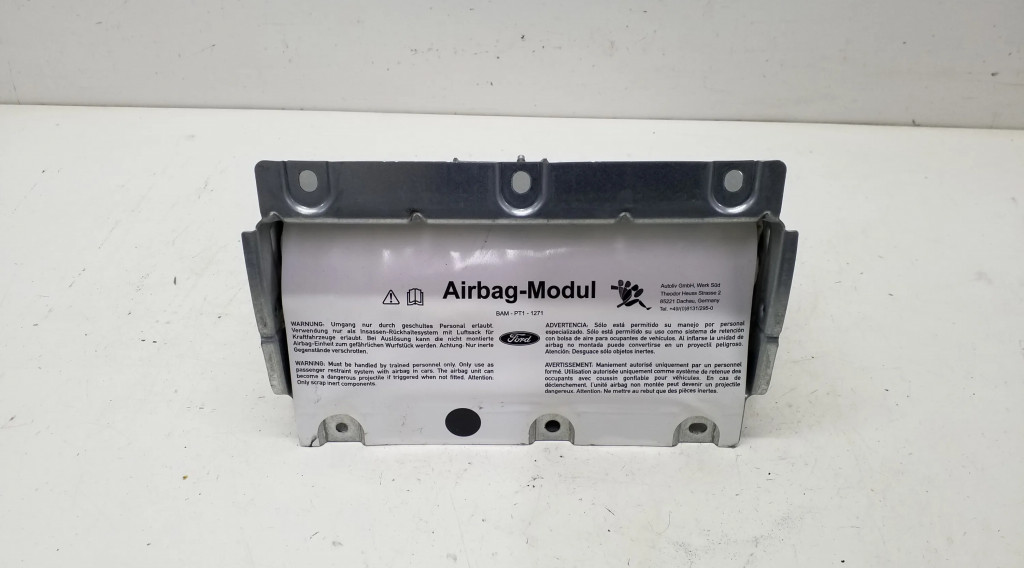 Airbag-Modul
BAM - PT1 - 1271
Autoliv GmbH, Werk Süd
Theodor Heuss Strasse 2
85221 Dachau, Germany
Tel: +49(0)8131/295-0
WARNUNG: Umgang nur durch geschultes Personal erlaubt.
Verwendung nur als Insassen-Rückhaltesystem mit Luftsack für
Kraftfahrzeuge erlaubt. Bei Auslösung kann die nicht montierte
Airbag-Einheit zum gefährlichen Wurfstück werden. Achtung: Nur inerte
Gegenstände verschrotten.
WARNING: Must be handled by trained personnel only. Only use as
passenger restraint system with airbag in cars. The airbag unit can
become a dangerous projectile if triggered when not fitted. Attention:
Only scrap inert components.
Ford
ADVERTENCIA: Sólo está permitido su manejo por personal
especializado. Sólo está permitido su uso como sistema de retención
con bolsa de aire para ocupantes de vehículos. Al inflarse la unidad de
airbag no montada puede convertirse en un proyectil peligroso.
Atención: Desguace sólo objetos inertes.
AVERTISSEMENT: Maniement autorisé uniquement par un personnel
formé. Utilisation autorisée uniquement comme système de retenue des
occupants avec coussin gonflable pour véhicules. En cas de
déclenchement, l'unité airbag non montée peut devenir un projectile
dangereux. Attention: Ne mettre au rebut que des pièces inertes.